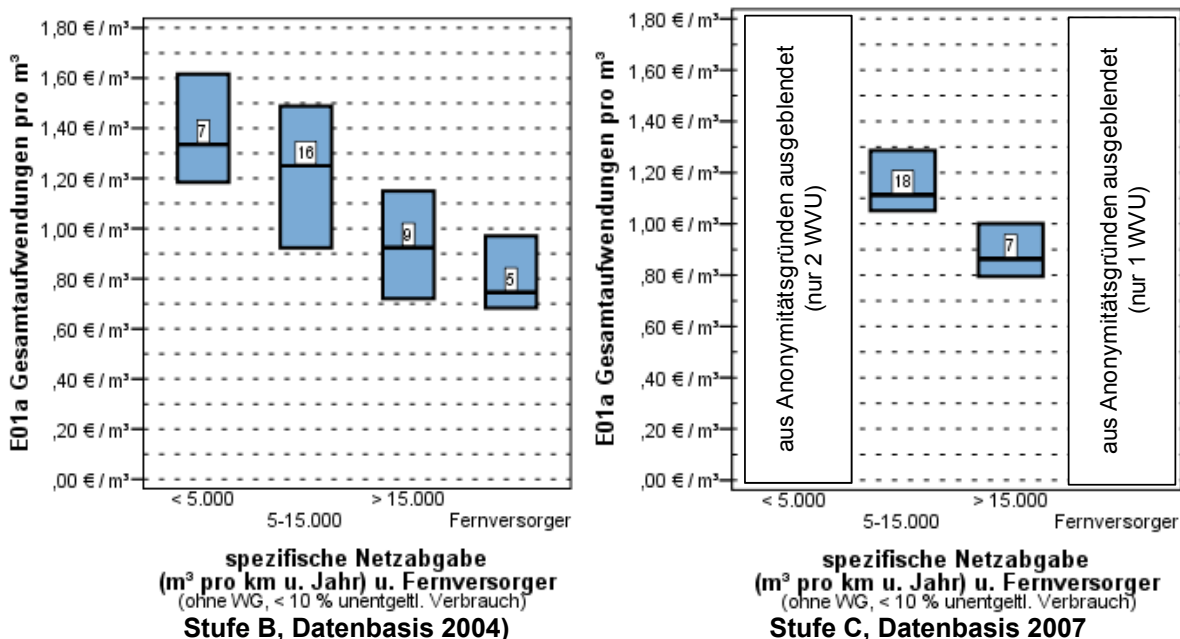 E01a Gesamtaufwendungen pro m³
1,80 € / m³
1,60 € / m³
1,40 € / m³
1,20 € / m³
1,00 € / m³
,80 € / m³
,60 € / m³
,40 € / m³
,20 € / m³
,00 € / m³
7
16
9
5
< 5.000
5-15.000
> 15.000
Fernversorger
spezifische Netzabgabe
(m³ pro km u. Jahr) u. Fernversorger
(ohne WG, < 10 % unentgeltl. Verbrauch)
Stufe B, Datenbasis 2004)
E01a Gesamtaufwendungen pro m³
1,80 € / m³
1,60 € / m³
1,40 € / m³
1,20 € / m³
1,00 € / m³
,80 € / m³
,60 € / m³
,40 € / m³
,20 € / m³
,00 € / m³
aus Anonymitätsgründen ausgeblendet
(nur 2 WVU)
18
7
aus Anonymitätsgründen ausgeblendet
(nur 1 WVU)
< 5.000
5-15.000
> 15.000
Fernversorger
spezifische Netzabgabe
(m³ pro km u. Jahr) u. Fernversorger
(ohne WG, < 10 % unentgeltl. Verbrauch)
Stufe C, Datenbasis 2007